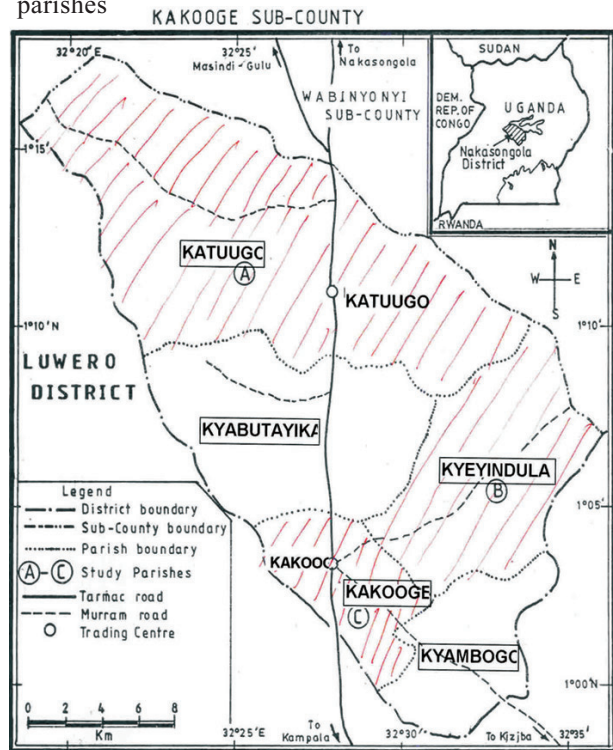 parishes
KAKOOGE SUB-COUNTY
32°20'E
32°25'
To
Nakasongola
Masindi-Gulu
WABINYONYI
SUB-COUNTY
SUDAN
DEM.
REP. OF
CONGO
UGANDA
Nakasongola
District
RWANDA
1°15'
N
W
E
S
KATUUGO
A
KATUUGO
1°10'N
1°10'
LUWERO
DISTRICT
KYABUTAYIKA
KYEYINDULA
B
1°05'
Legend
District boundary
Sub-County boundary
Parish boundary
A-C Study Parishes
Tarmac road
Murram road
Trading Centre
KAKOOG
KAKOOGE
C
KYAMBOGO
1°00'N
0 2 4 6 8
Km
32°25'E
To
Kampala
32°30'
To Kizjba
32°35'